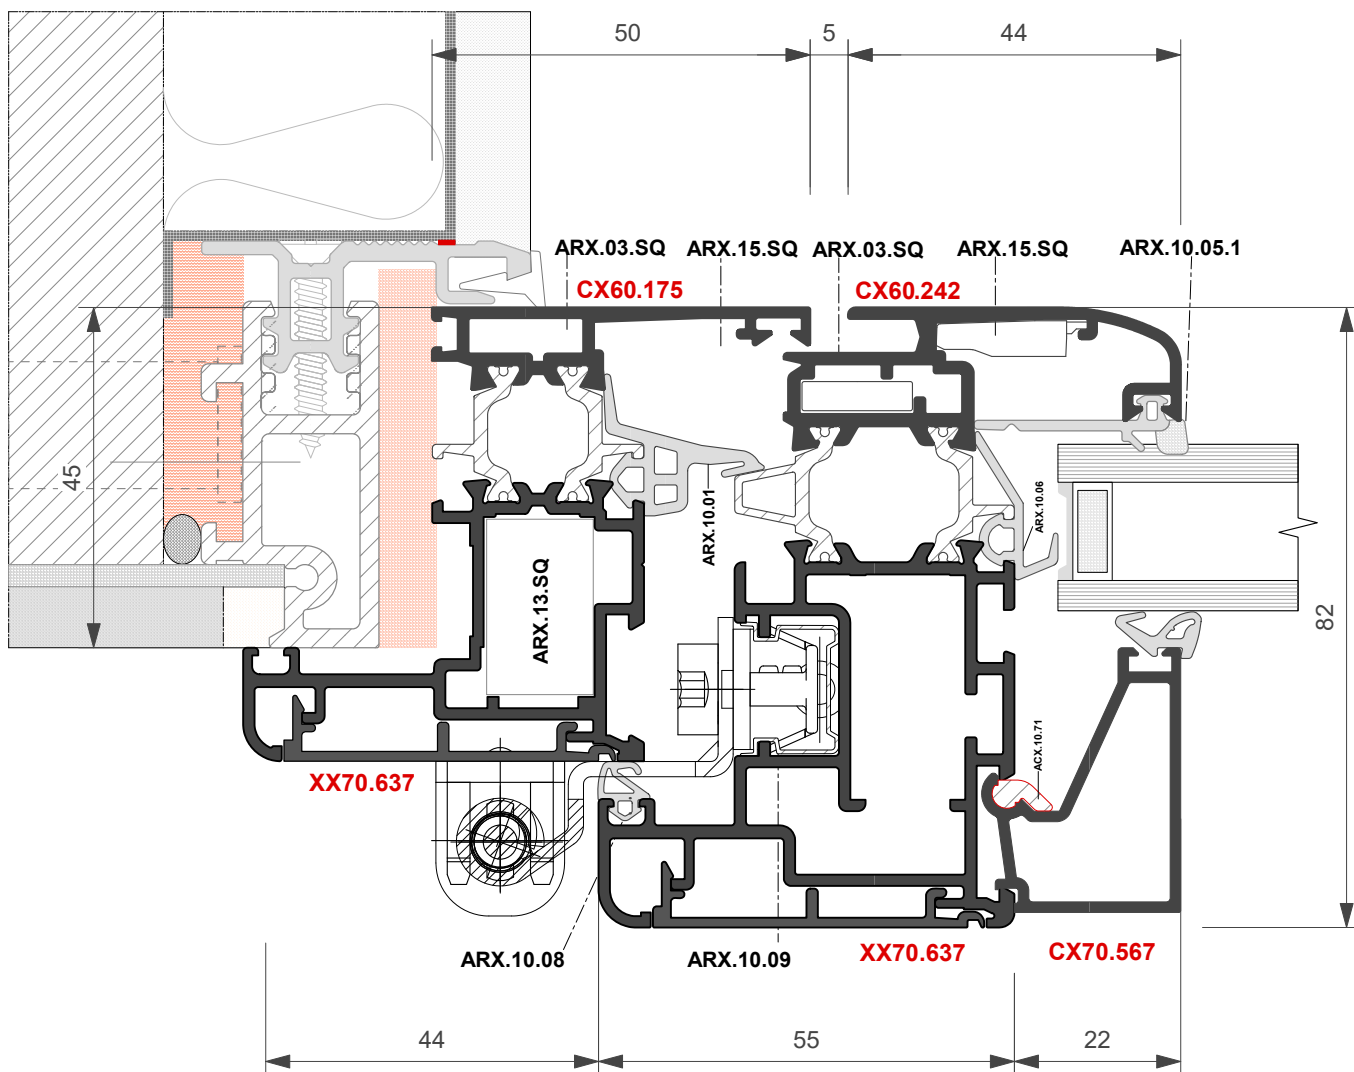 50
5
44
ARX.03.SQ
ARX.15.SQ
ARX.03.SQ
ARX.15.SQ
ARX.10.05.1
CX60.175
CX60.242
45
ARX.10.01
ARX.10.06
ARX.13.SQ
82
ACX.10.71
XX70.637
ARX.10.08
ARX.10.09
XX70.637
CX70.567
44
55
22